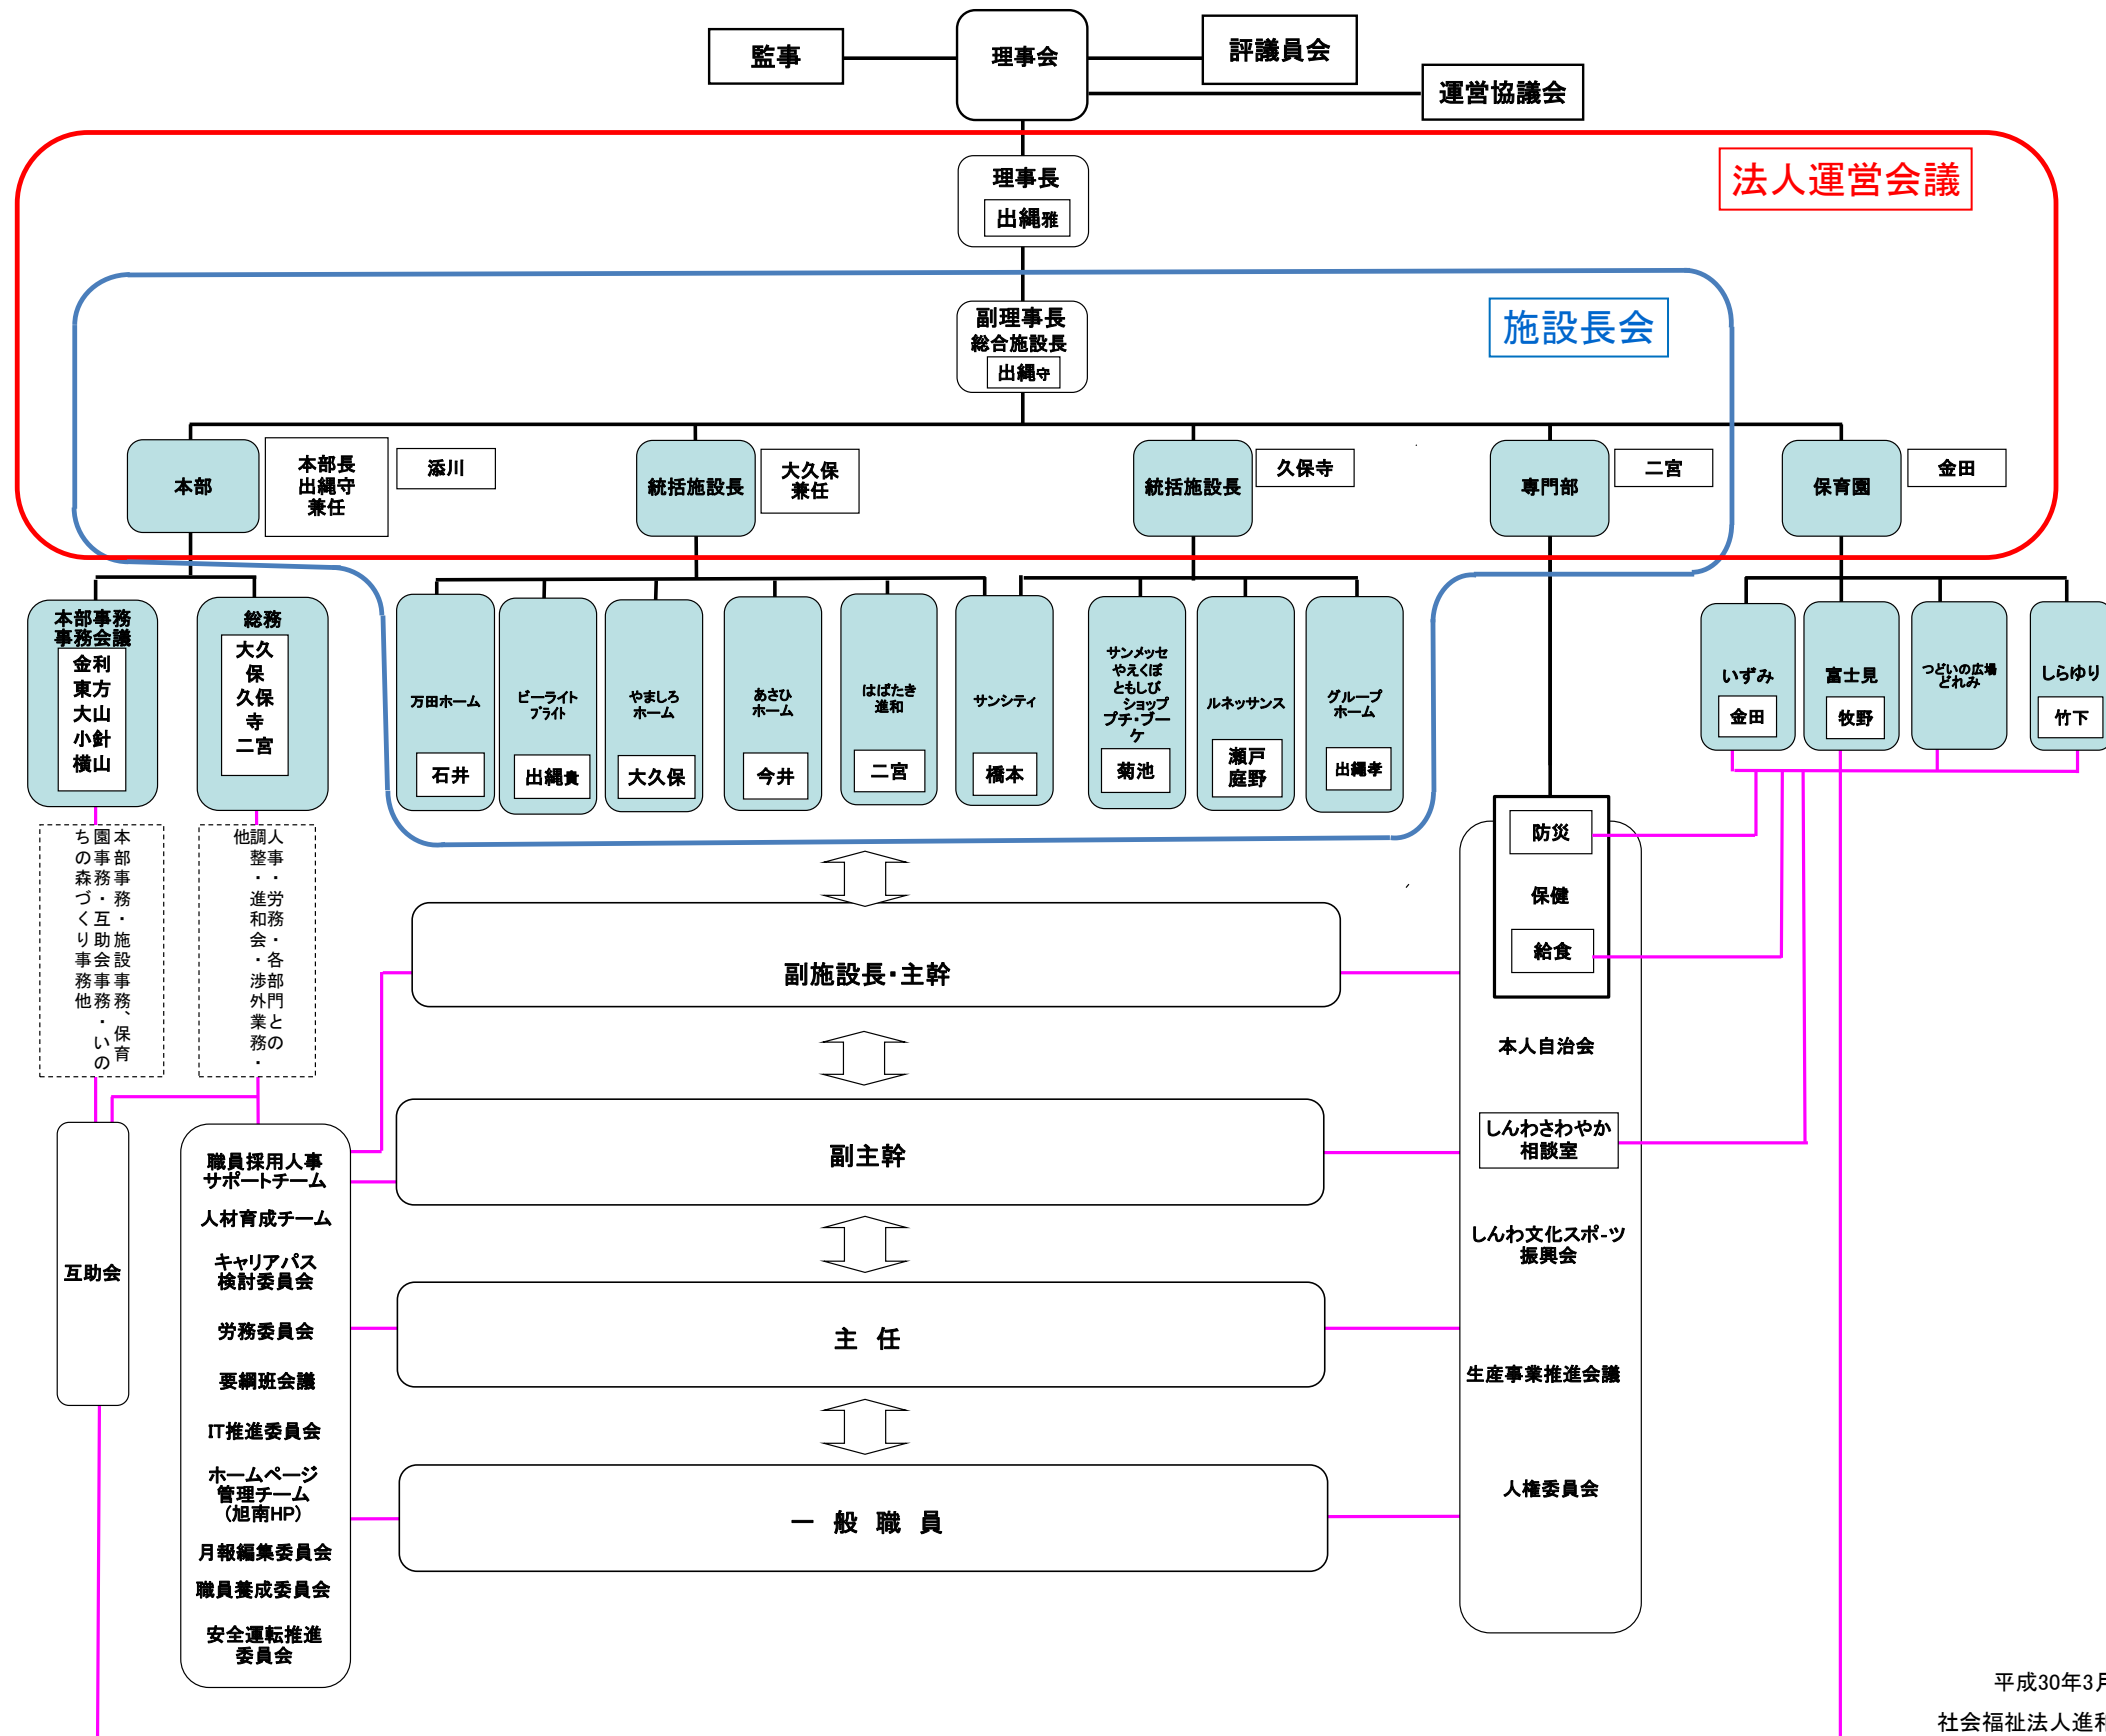 監事
理事会
評議員会
運営協議会
法人運営会議
理事長
出縄雅
施設長会
副理事長
総合施設長
出縄守
本部
本部長
出縄守
兼任
添川
統括施設長
大久保
兼任
統括施設長
久保寺
専門部
二宮
保育園
金田
本部事務
事務会議
金利
東方
大山
小針
横山
総務
大久
保
久保
寺
二宮
万田ホーム
石井
ビーライト
ブライト
出縄貴
やましろ
ホーム
大久保
あさひ
ホーム
今井
はばたき
進和
二宮
サンシティ
橋本
サンメッセ
やえくぼ
ともしび
ショップ
プチ・ブー
ケ
菊池
ルネッサンス
瀬戸
庭野
グループ
ホーム
出縄孝
いずみ
金田
富士見
牧野
つどいの広場
どれみ
しらゆり
竹下
本部事務・施設事務、保育
園事務・互助会事務・いの
ちの森づくり事務他
人事・労務・各部門との
調整・進和会・渉外業務・
他
防災
保健
給食
本人自治会
しんわさわやか
相談室
しんわ文化スポ-ツ
振興会
生産事業推進会議
人権委員会
副施設長・主幹
副主幹
主 任
一 般 職 員
互助会
職員採用人事
サポートチーム
人材育成チーム
キャリアパス
検討委員会
労務委員会
要綱班会議
IT推進委員会
ホームページ
管理チーム
(旭南HP)
月報編集委員会
職員養成委員会
安全運転推進
委員会
平成30年3月
社会福祉法人進和